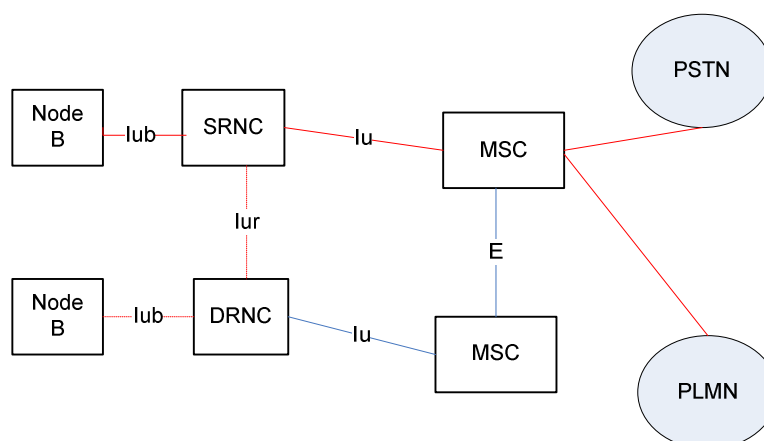 PSTN
Node
B
Iub
SRNC
Iu
MSC
Iur
E
Node
B
Iub
DRNC
Iu
MSC
PLMN